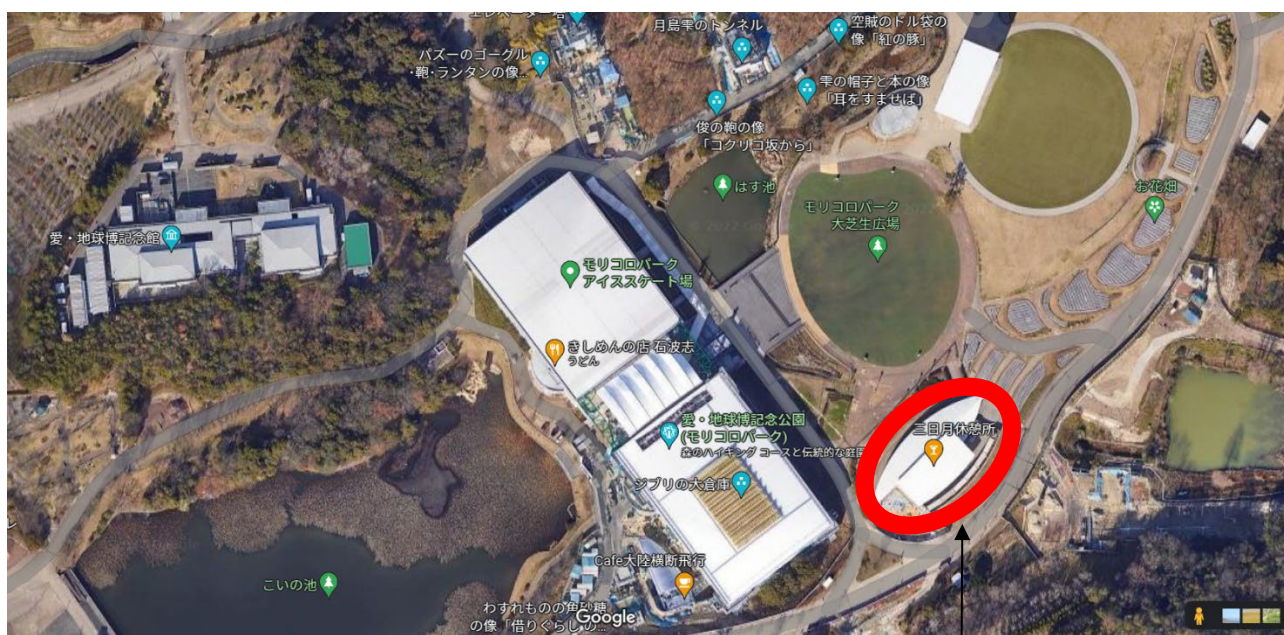 月島雫のトンネル
空賊のドル袋の
像「紅の豚」
パズーのゴーグル
・鞄・ランタンの像...
雫の帽子と本の像
「耳をすませば」
俊の鞄の像
「コクリコ坂から」
はす池
お花畑
モリコロパーク
大芝生広場
愛・地球博記念館
モリコロパーク
アイススケート場
きしめんの店 石波志
うどん
愛・地球博記念公園
(モリコロパーク)
森のハイキング コースと伝統的な庭園
三日月休憩所
ジブリの大倉庫
Cafe大陸横断飛行
こいの池
わすれものの角砂糖
の像「借りぐらしの...
Google